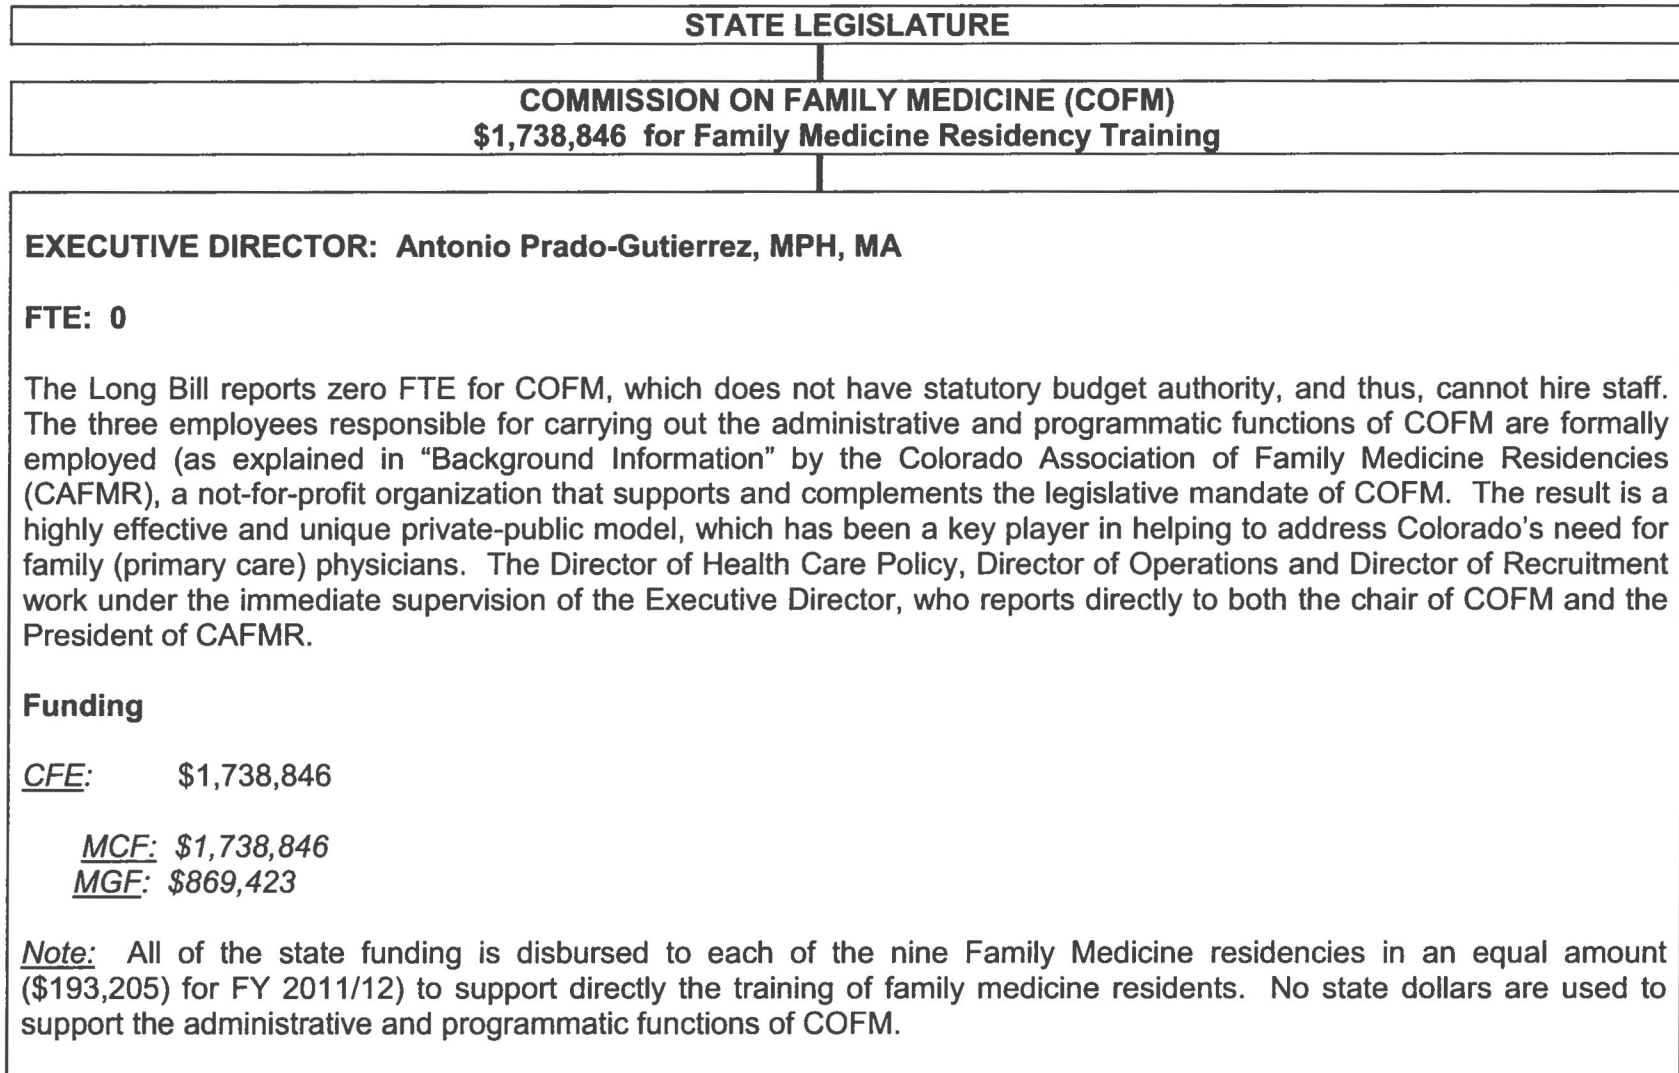 STATE LEGISLATURE
COMMISSION ON FAMILY MEDICINE (COFM)
$1,738,846 for Family Medicine Residency Training
EXECUTIVE DIRECTOR: Antonio Prado-Gutierrez, MPH, MA
FTE: 0
The Long Bill reports zero FTE for COFM, which does not have statutory budget authority, and thus, cannot hire staff.
The three employees responsible for carrying out the administrative and programmatic functions of COFM are formally
employed (as explained in “Background Information” by the Colorado Association of Family Medicine Residencies
(CAFMR), a not-for-profit organization that supports and complements the legislative mandate of COFM. The result is a
highly effective and unique private-public model, which has been a key player in helping to address Colorado’s need for
family (primary care) physicians. The Director of Health Care Policy, Director of Operations and Director of Recruitment
work under the immediate supervision of the Executive Director, who reports directly to both the chair of COFM and the
President of CAFMR.
Funding
CFE: $1,738,846
MCF: $1,738,846
MGF: $869,423
Note: All of the state funding is disbursed to each of the nine Family Medicine residencies in an equal amount
($193,205) for FY 2011/12) to support directly the training of family medicine residents. No state dollars are used to
support the administrative and programmatic functions of COFM.